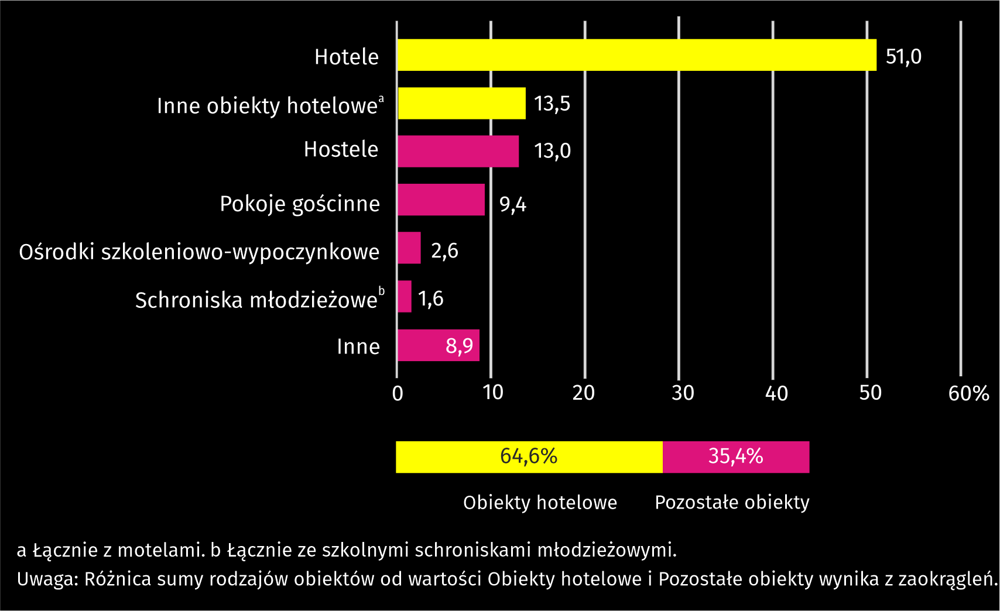 Hotele 51,0
Inne obiekty hotelowe a 13,5
Hostele 13,0
Pokoje gościnne 9,4
Ośrodki szkoleniowo-wypoczynkowe 2,6
Schroniska młodzieżowe b 1,6
Inne 8,9
0 10 20 30 40 50 60%
64,6% 35,4%
Obiekty hotelowe Pozostałe obiekty
a Łącznie z motelami. b Łącznie ze szkolnymi schroniskami młodzieżowymi.
Uwaga: Różnica sumy rodzajów obiektów od wartości Obiekty hotelowe i Pozostałe obiekty wynika z zaokrągleń.